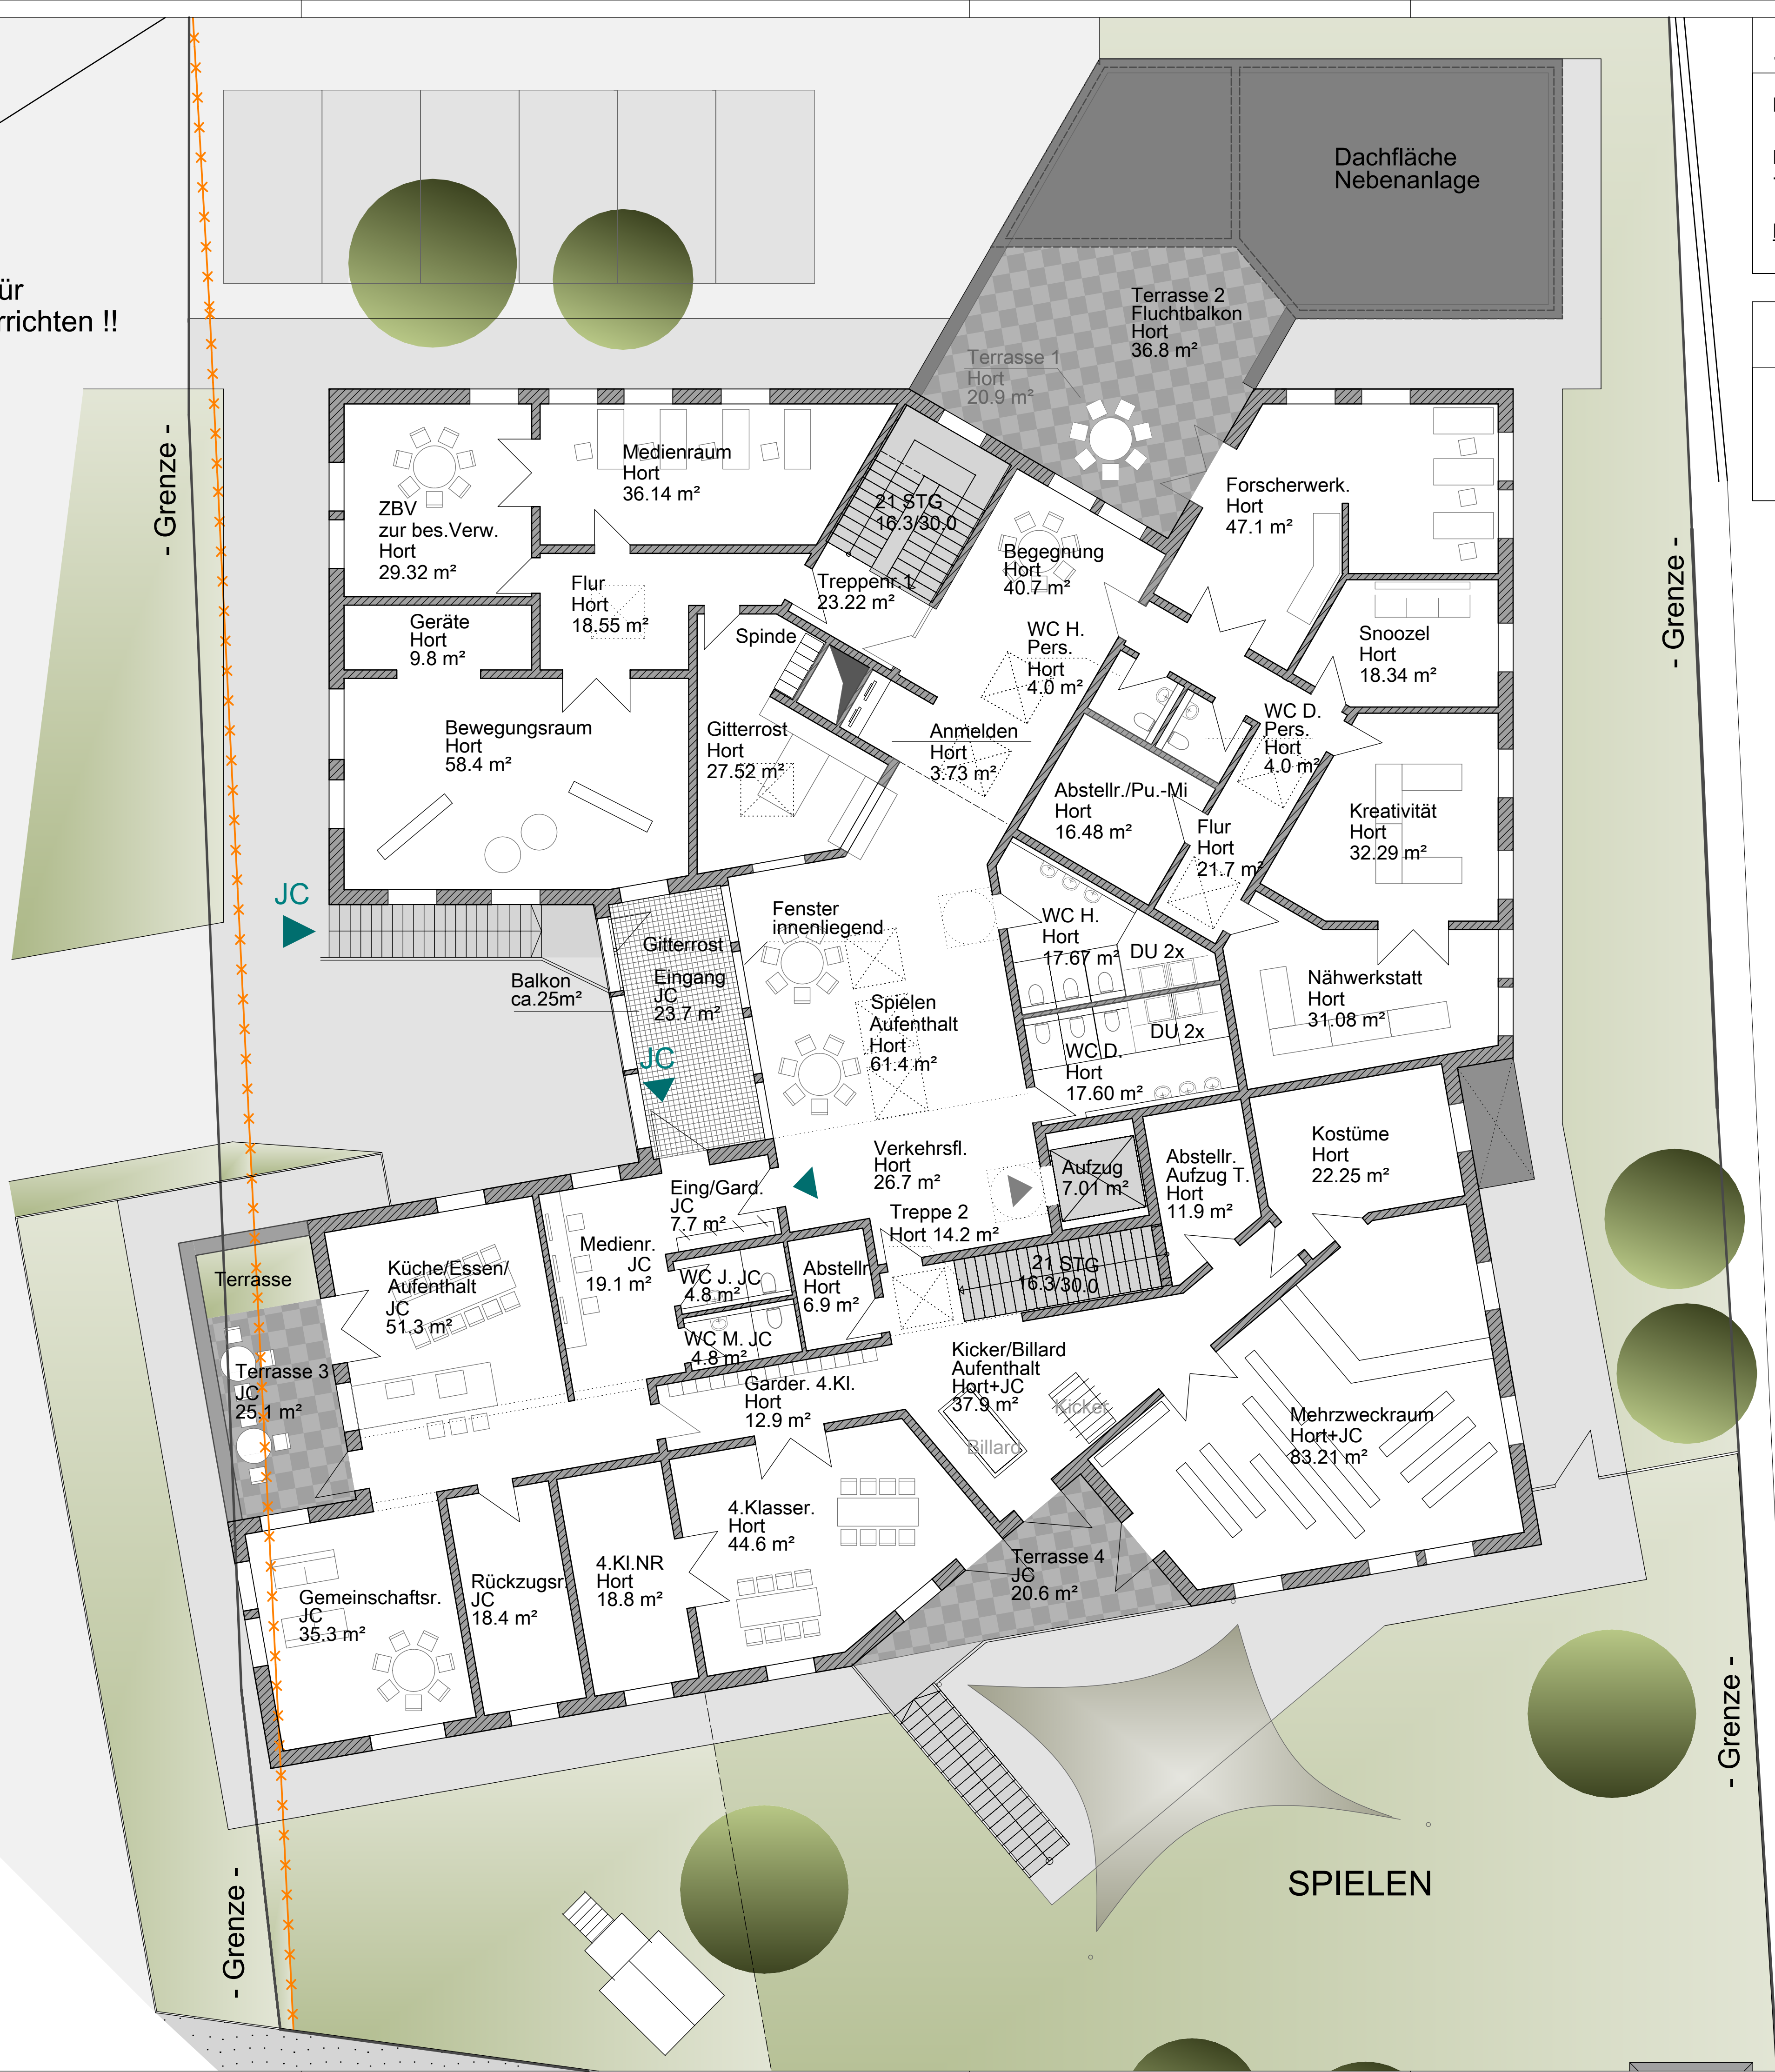 ür
rrichten !!
- Grenze -
Dachfläche
Nebenanlage
Terrasse 2
Fluchtbalkon
Hort
36.8 m²
Terrasse 1
Hort
20.9 m²
- Grenze -
Medienraum
Hort
36.14 m²
ZBV
zur bes.Verw.
Hort
29.32 m²
21 STG
16.3/30.0
Forscherwerk.
Hort
47.1 m²
Begegnung
Hort
40.7 m²
Flur
Hort
18.55 m²
Treppenr.1
23.22 m²
Geräte
Hort
9.8 m²
Spinde
WC H.
Pers.
Hort
4.0 m²
Snoozel
Hort
18.34 m²
Bewegungsraum
Hort
58.4 m²
Gitterrost
Hort
27.52 m²
Anmelden
Hort
3.73 m²
WC D.
Pers.
Hort
4.0 m²
Abstellr./Pu.-Mi
Hort
16.48 m²
Kreativität
Hort
32.29 m²
Flur
Hort
21.7 m²
JC
Fenster
innenliegend
WC H.
Hort
17.67 m²
DU 2x
Gitterrost
Eingang
JC
23.7 m²
Balkon
ca.25m²
Nähwerkstatt
Hort
31.08 m²
Spielen
Aufenthalt
Hort
61.4 m²
DU 2x
JC
WC D.
Hort
17.60 m²
Kostüme
Hort
22.25 m²
Verkehrsfl.
Hort
26.7 m²
Aufzug
7.01 m²
Abstellr.
Aufzug T.
Hort
11.9 m²
Eing/Gard.
JC
7.7 m²
Treppe 2
Hort 14.2 m²
Medienr.
JC
19.1 m²
Küche/Essen/
Aufenthalt
JC
51.3 m²
Terrasse
WC J. JC
4.8 m²
Abstellr.
Hort
6.9 m²
21 STG
16.3/30.0
WC M. JC
4.8 m²
Terrasse 3
JC
25.1 m²
Kicker/Billard
Aufenthalt
Hort+JC
37.9 m²
Kicker
Billard
Garder. 4.Kl.
Hort
12.9 m²
Mehrzweckraum
Hort+JC
83.21 m²
4.Klasser.
Hort
44.6 m²
Terrasse 4
JC
20.6 m²
4.Kl.NR
Hort
18.8 m²
Rückzugsr.
JC
18.4 m²
Gemeinschaftsr.
JC
35.3 m²
- Grenze -
SPIELEN
- Grenze -